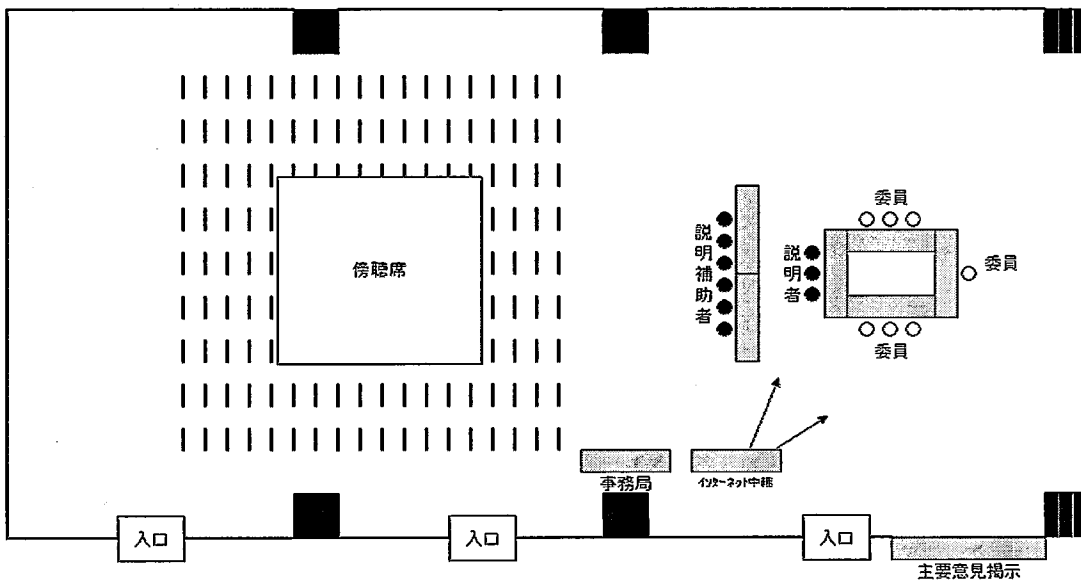 委員
説明補助者
説明者
傍聴席
委員
委員
事務局
インターネット中継
入口
入口
入口
主要意見掲示